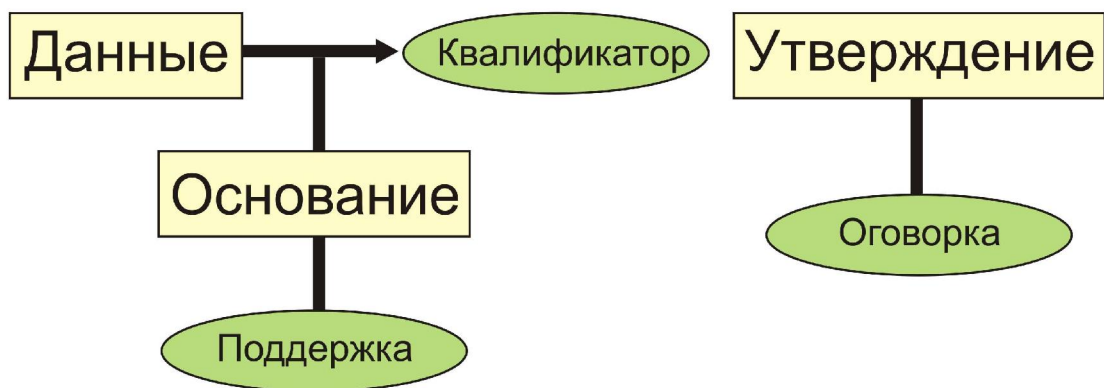 Данные
Квалификатор
Утверждение
Основание
Оговорка
Поддержка